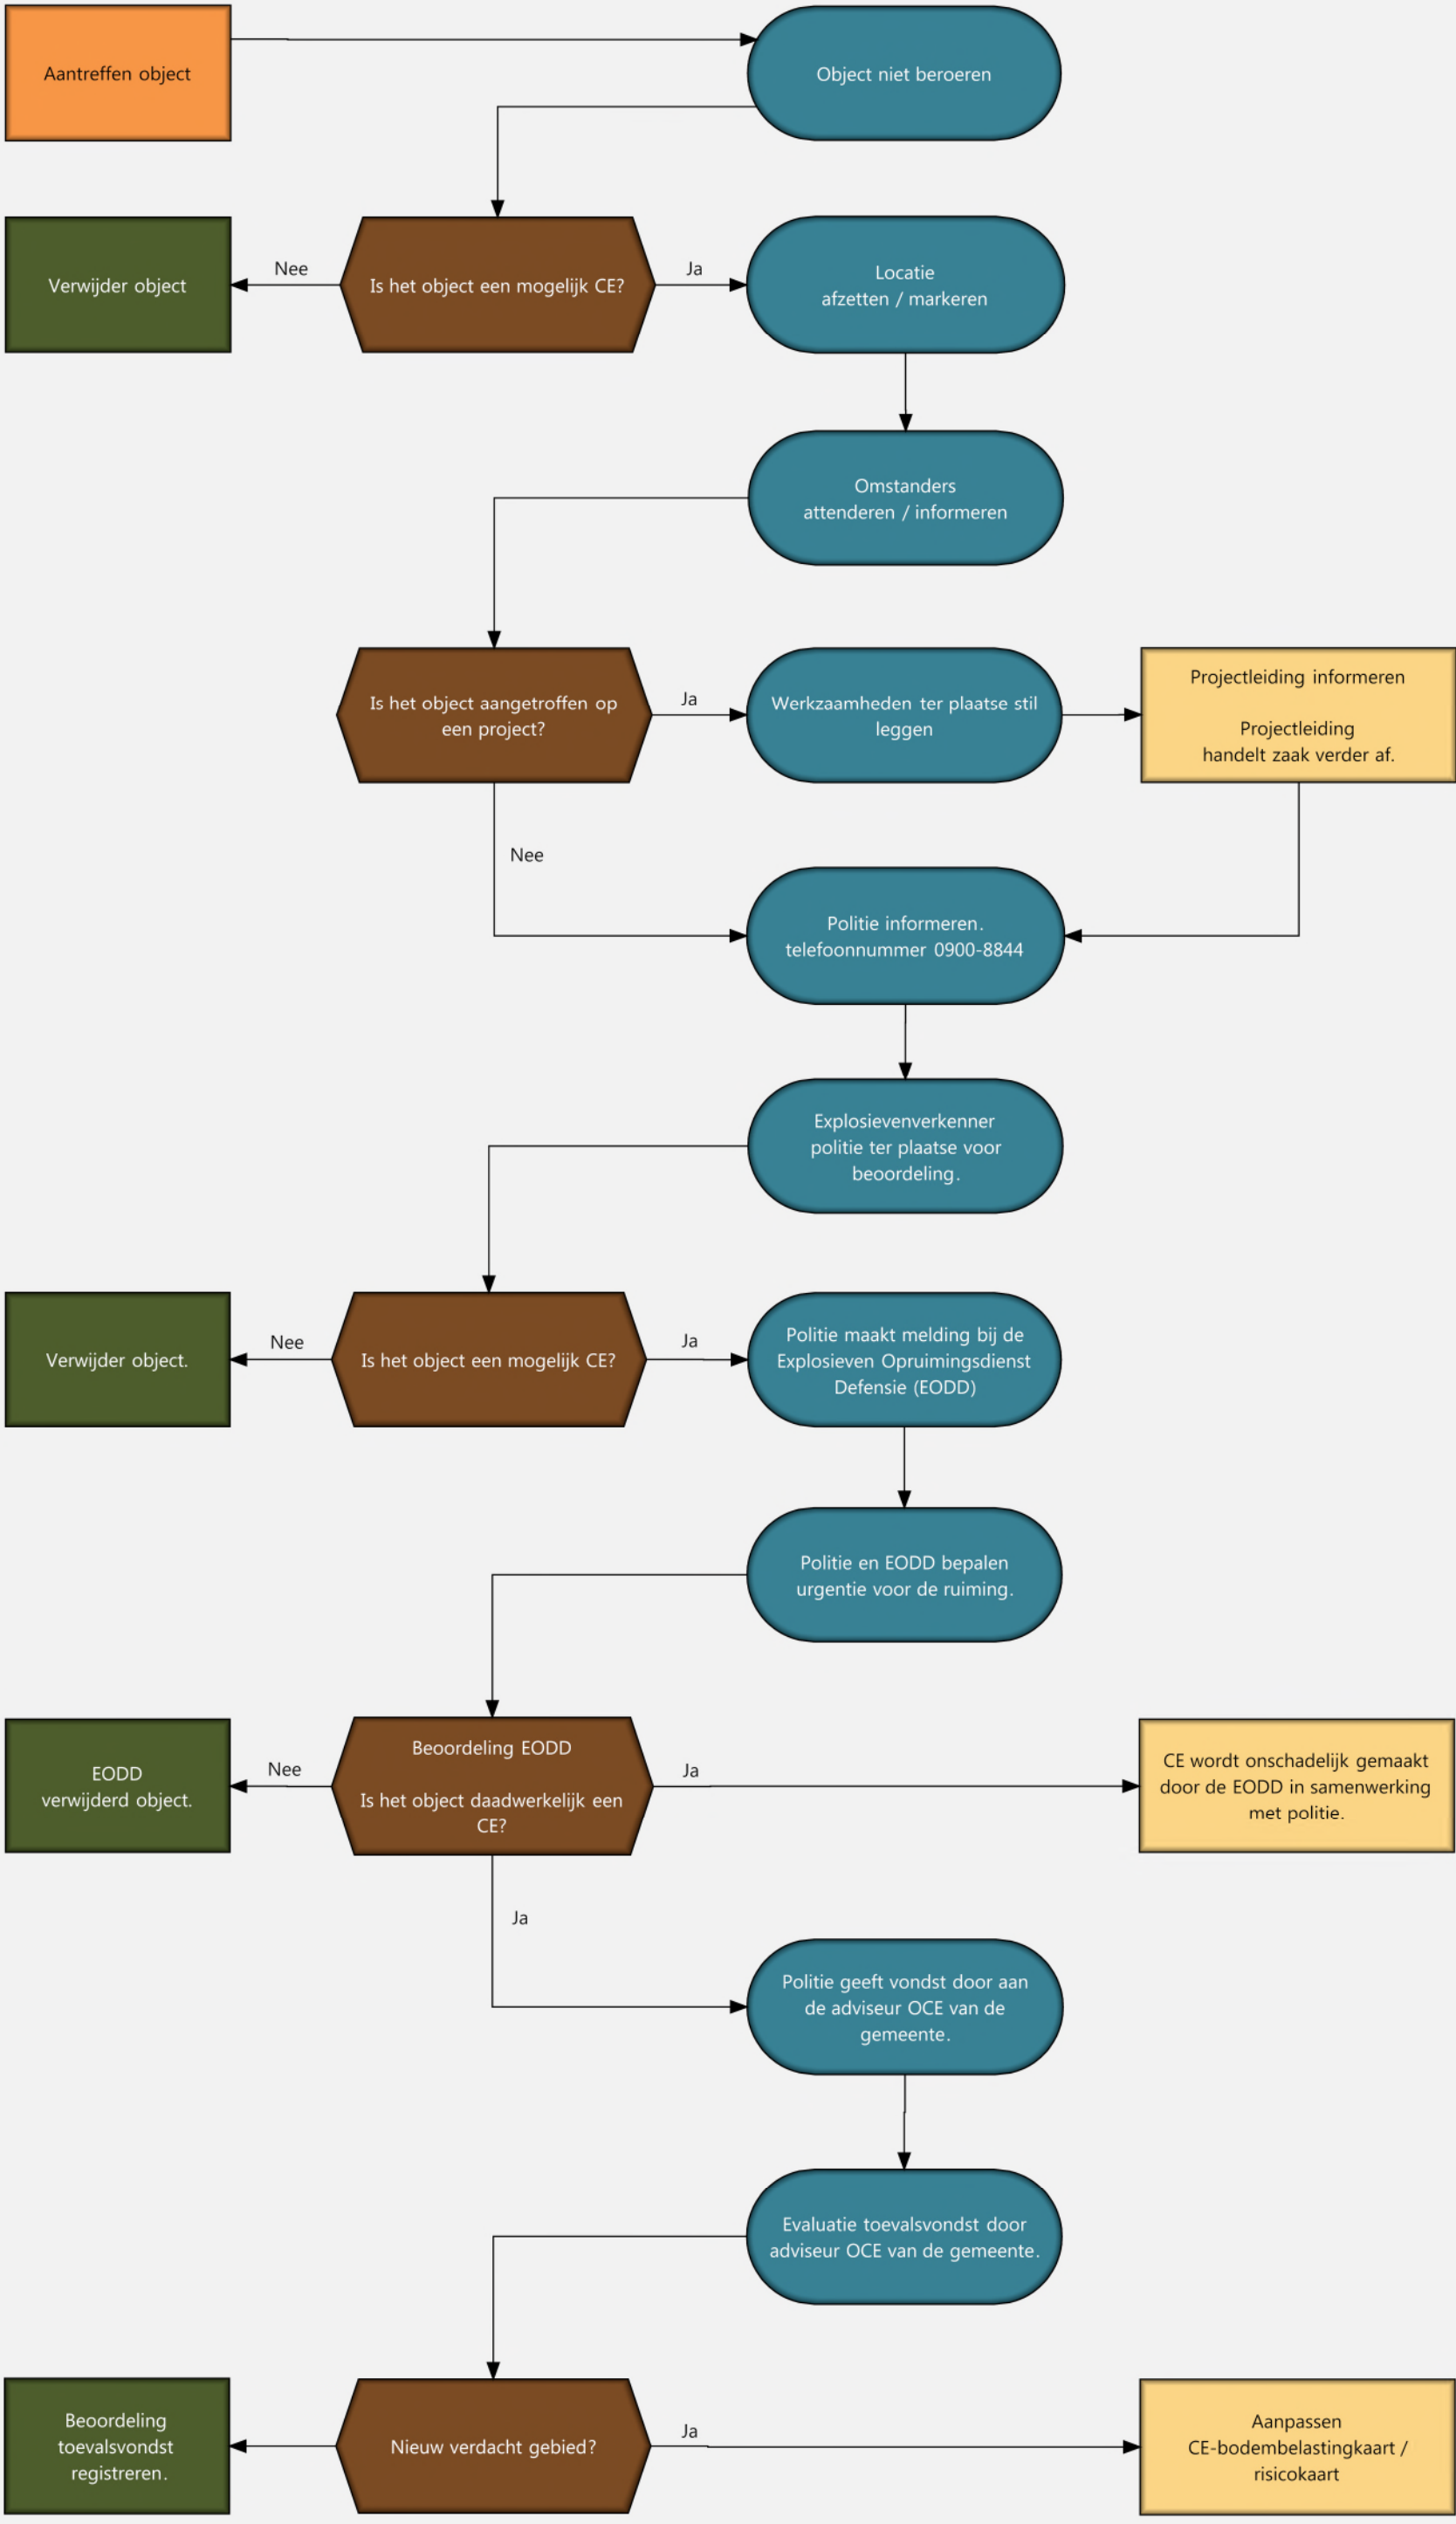 Aantreffen object
Object niet beroeren
Verwijder object
Nee
Is het object een mogelijk CE?
Ja
Locatie
afzetten / markeren
Omstanders
attenderen / informeren
Is het object aangetroffen op
een project?
Ja
Werkzaamheden ter plaatse stil
leggen
Projectleiding informeren
Projectleiding
handelt zaak verder af.
Nee
Politie informeren.
telefoonnummer 0900-8844
Explosievenverkenner
politie ter plaatse voor
beoordeling.
Verwijder object.
Nee
Is het object een mogelijk CE?
Ja
Politie maakt melding bij de
Explosieven Opruimingsdienst
Defensie (EODD)
Politie en EODD bepalen
urgentie voor de ruiming.
EODD
verwijderd object.
Nee
Beoordeling EODD
Is het object daadwerkelijk een
CE?
Ja
CE wordt onschadelijk gemaakt
door de EODD in samenwerking
met politie.
Ja
Politie geeft vondst door aan
de adviseur OCE van de
gemeente.
Evaluatie toevalsvondst door
adviseur OCE van de gemeente.
Beoordeling
toevalsvondst
registreren.
Nieuw verdacht gebied?
Ja
Aanpassen
CE-bodembelastingkaart /
risicokaart